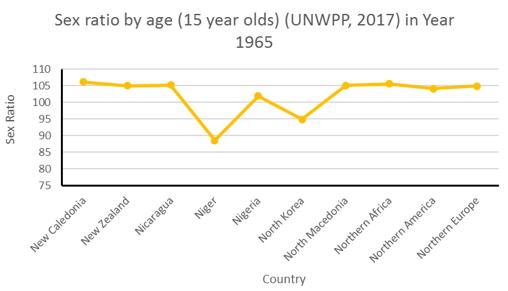 Sex ratio by age (15 year olds) (UNWPP, 2017) in Year
1965
Sex Ratio
110
105
100
95
90
85
80
75
New Caledonia
New Zealand
Nicaragua
Niger
Nigeria
North Korea
North Macedonia
Northern Africa
Northern America
Northern Europe
Country